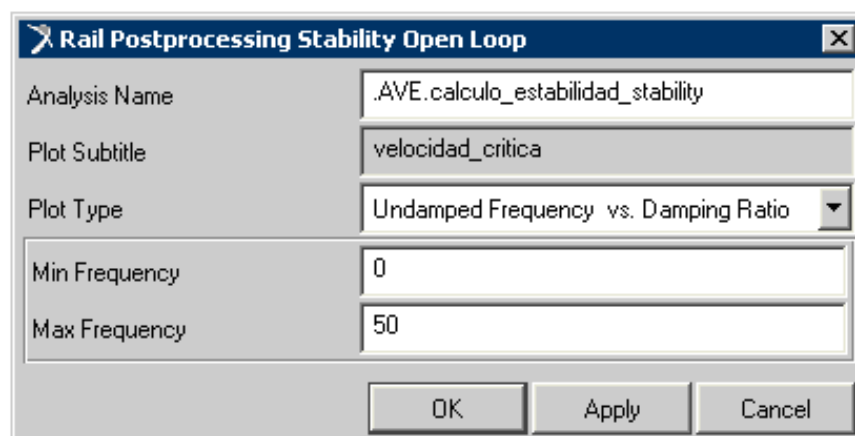 Rail Postprocessing Stability Open Loop
Analysis Name .AVE.calculo_estabilidad_stability
Plot Subtitle velocidad_critica
Plot Type Undamped Frequency vs. Damping Ratio
Min Frequency 0
Max Frequency 50
OK Apply Cancel